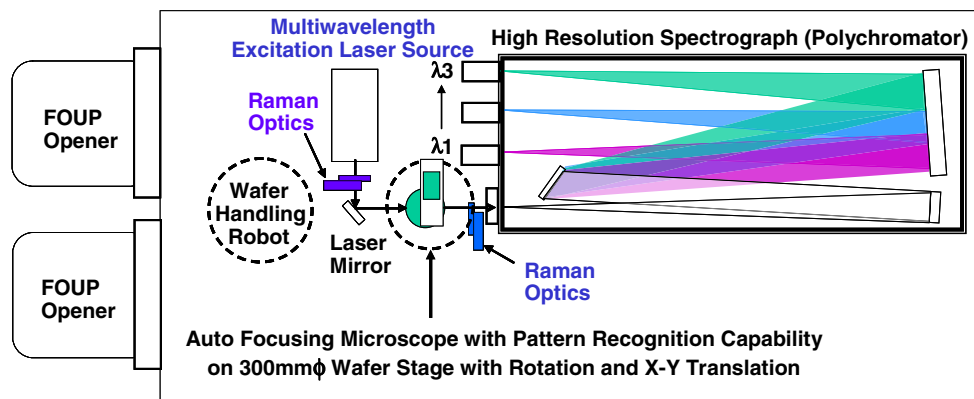 Multiwavelength
Excitation Laser Source
High Resolution Spectrograph (Polychromator)
λ3
Raman
Optics
FOUP
Opener
λ1
Wafer
Handling
Robot
Laser
Mirror
Raman
Optics
FOUP
Opener
Auto Focusing Microscope with Pattern Recognition Capability
on 300mmϕ Wafer Stage with Rotation and X-Y Translation